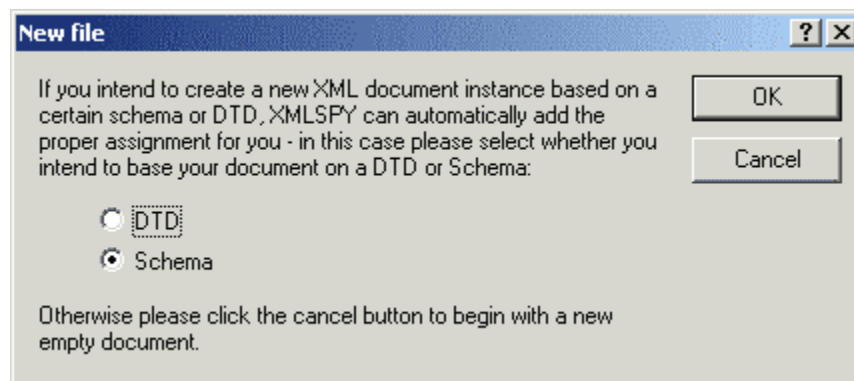 New file
If you intend to create a new XML document instance based on a
certain schema or DTD, XMLSPY can automatically add the
proper assignment for you - in this case please select whether you
intend to base your document on a DTD or Schema:
OK
Cancel
DTD
Schema
Otherwise please click the cancel button to begin with a new
empty document.